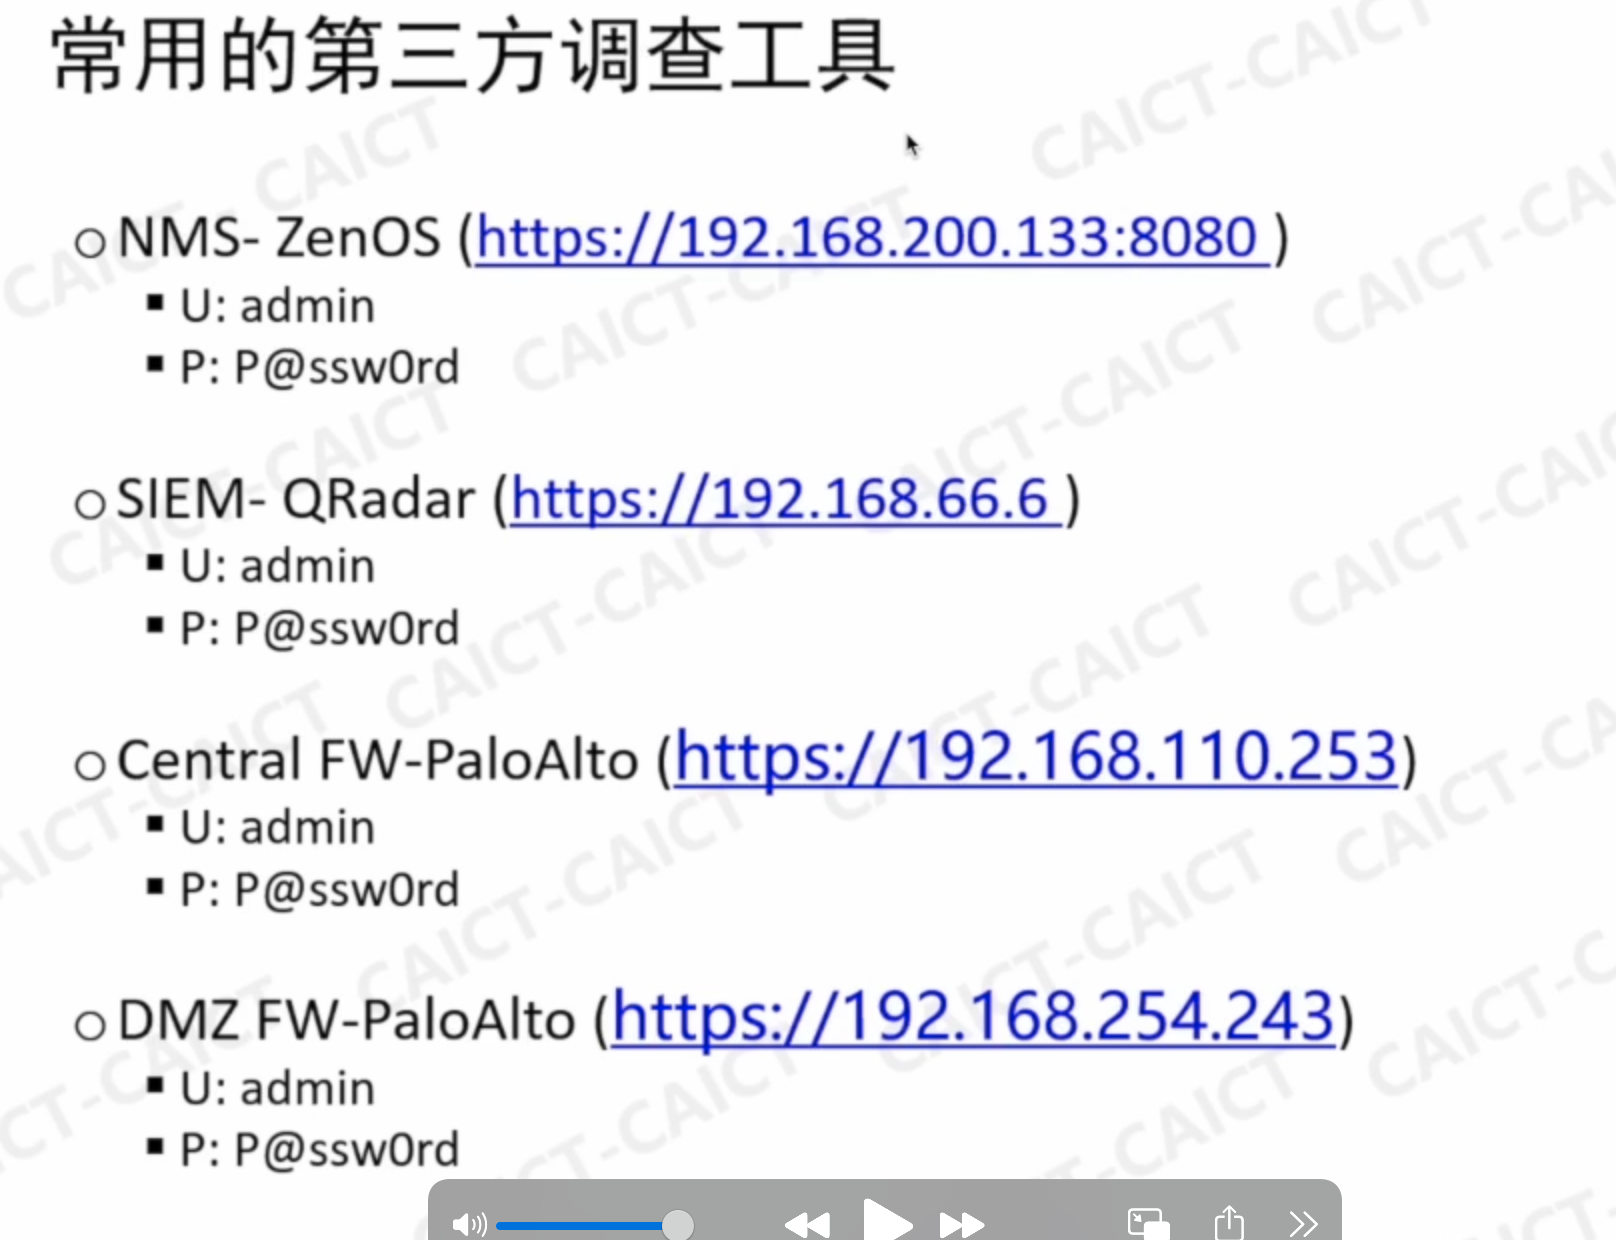 常用的第三方调查工具
NMS- ZenOS (https://192.168.200.133:8080 )
U: admin
P: P@ssw0rd
SIEM- QRadar (https://192.168.66.6 )
U: admin
P: P@ssw0rd
Central FW-PaloAlto (https://192.168.110.253)
U: admin
P: P@ssw0rd
DMZ FW-PaloAlto (https://192.168.254.243)
U: admin
P: P@ssw0rd
CAICT-CAICT